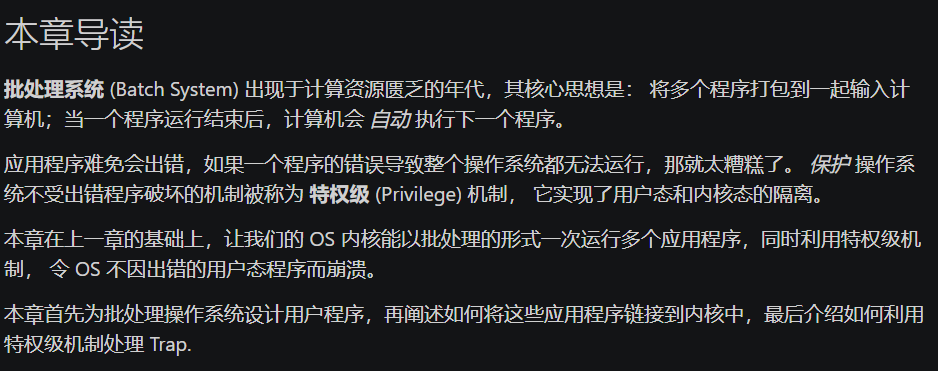 本章导读
批处理系统 (Batch System) 出现于计算资源匮乏的年代，其核心思想是： 将多个程序打包到一起输入计
算机；当一个程序运行结束后，计算机会 自动 执行下一个程序。
应用程序难免会出错，如果一个程序的错误导致整个操作系统都无法运行，那就太糟糕了。 保护 操作系
统不受出错程序破坏的机制被称为 特权级 (Privilege) 机制， 它实现了用户态和内核态的隔离。
本章在上一章的基础上，让我们的 OS 内核能以批处理的形式一次运行多个应用程序，同时利用特权级机
制， 令 OS 不因出错的用户态程序而崩溃。
本章首先为批处理操作系统设计用户程序，再阐述如何将这些应用程序链接到内核中，最后介绍如何利用
特权级机制处理 Trap.